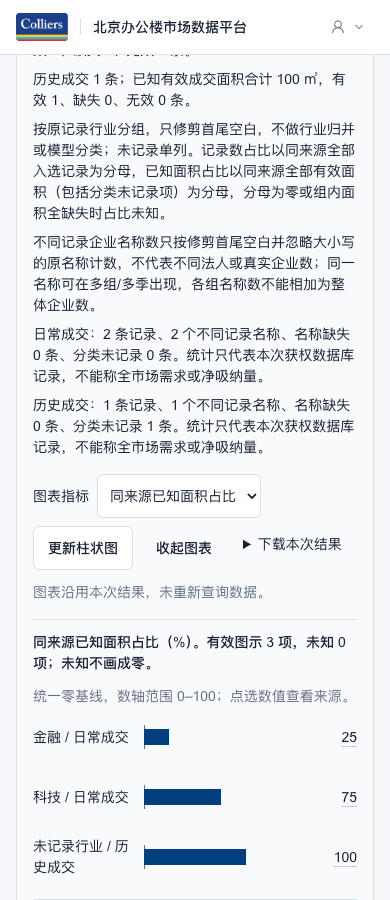 Colliers
北京办公楼市场数据平台
历史成交 1 条；已知有效成交面积合计 100 ㎡，有
效 1、缺失 0、无效 0 条。
按原记录行业分组，只修剪首尾空白，不做行业归并
或模型分类；未记录单列。记录数占比以同来源全部
入选记录为分母，已知面积占比以同来源全部有效面
积（包括分类未记录项）为分母，分母为零或组内面
积全缺失时占比未知。
不同记录企业名称数只按修剪首尾空白并忽略大小写
的原名称计数，不代表不同法人或真实企业数；同一
名称可在多组/多季出现，各组名称数不能相加为整
体企业数。
日常成交：2 条记录、2 个不同记录名称、名称缺失
0 条、分类未记录 0 条。统计只代表本次获权数据库
记录，不能称全市场需求或净吸纳量。
历史成交：1 条记录、1 个不同记录名称、名称缺失
0 条、分类未记录 1 条。统计只代表本次获权数据库
记录，不能称全市场需求或净吸纳量。
图表指标 同来源已知面积占比
更新柱状图 收起图表 ▶ 下载本次结果
图表沿用本次结果，未重新查询数据。
同来源已知面积占比（%）。有效图示 3 项，未知 0
项；未知不画成零。
统一零基线，数轴范围 0–100；点选数值查看来源。
金融 / 日常成交 25
科技 / 日常成交 75
未记录行业 / 历
史成交 100